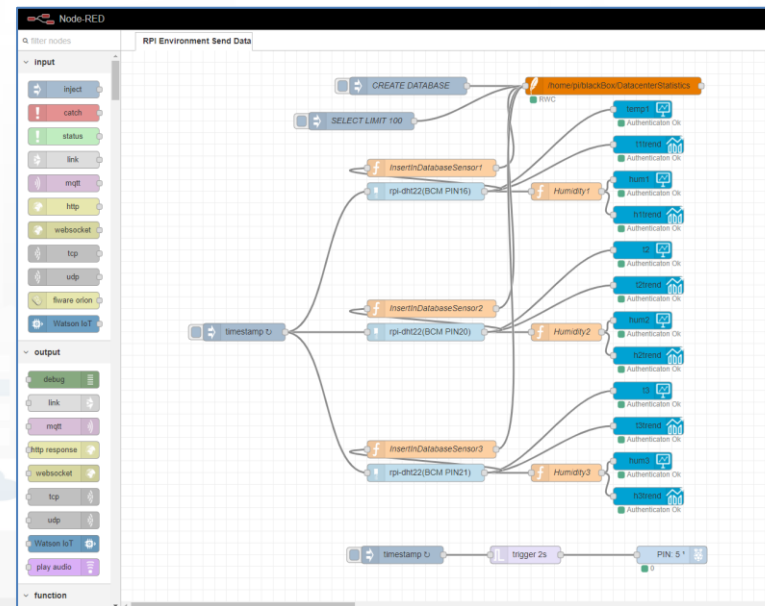 Node-RED
filter nodes
RPI Environment Send Data
input
inject
catch
status
link
mqtt
http
websocket
tcp
udp
fiware orion
Watson IoT
output
debug
link
mqtt
http response
websocket
tcp
udp
Watson IoT
play audio
function
CREATE DATABASE
/home/pi/blackBox/DatacenterStatistics
RWC
SELECT LIMIT 100
temp1
Authenticaton Ok
t1trend
Authenticaton Ok
InsertInDatabaseSensor1
rpi-dht22(BCM PIN16)
Humidity1
hum1
Authenticaton Ok
h1trend
Authenticaton Ok
t2
Authenticaton Ok
t2trend
Authenticaton Ok
InsertInDatabaseSensor2
timestamp ↻
rpi-dht22(BCM PIN20)
Humidity2
hum2
Authenticaton Ok
h2trend
Authenticaton Ok
t3
Authenticaton Ok
t3trend
Authenticaton Ok
InsertInDatabaseSensor3
rpi-dht22(BCM PIN21)
Humidity3
hum3
Authenticaton Ok
h3trend
Authenticaton Ok
timestamp ↻
trigger 2s
PIN: 5 ¹
0